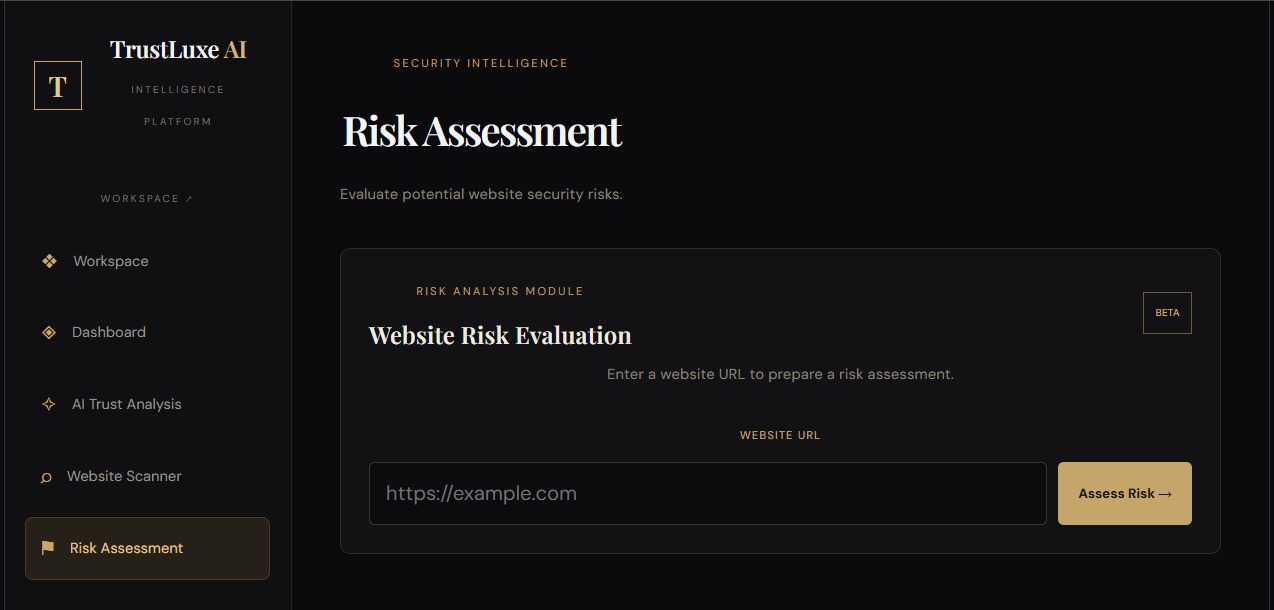 T
TrustLuxe AI
INTELLIGENCE
PLATFORM
WORKSPACE ↗
Workspace
Dashboard
AI Trust Analysis
Website Scanner
Risk Assessment
SECURITY INTELLIGENCE
Risk Assessment
Evaluate potential website security risks.
RISK ANALYSIS MODULE
BETA
Website Risk Evaluation
Enter a website URL to prepare a risk assessment.
WEBSITE URL
https://example.com
Assess Risk →